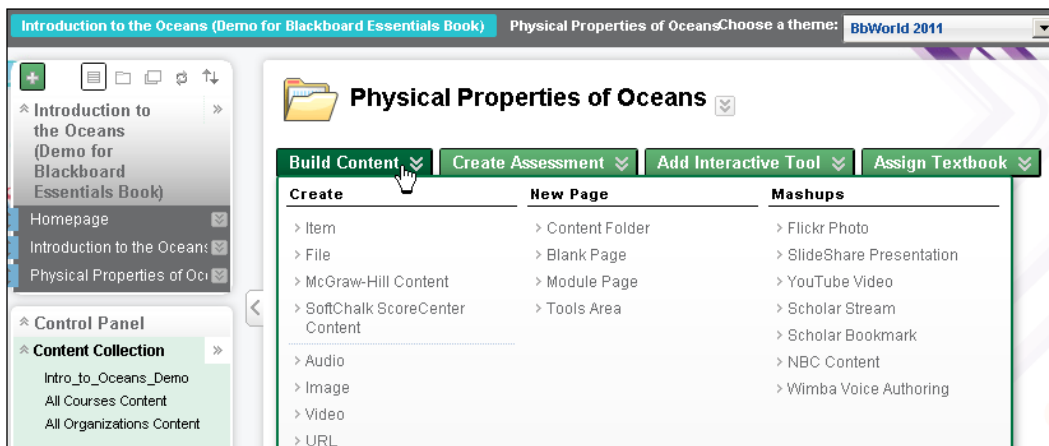 Introduction to the Oceans (Demo for Blackboard Essentials Book) Physical Properties of Oceans Choose a theme: BbWorld 2011
Introduction to
the Oceans
(Demo for
Blackboard
Essentials Book)
Homepage
Introduction to the Oceans
Physical Properties of Oc
Control Panel
Content Collection
Intro_to_Oceans_Demo
All Courses Content
All Organizations Content
Physical Properties of Oceans
Build Content Create Assessment Add Interactive Tool Assign Textbook
Create
> Item
> File
> McGraw-Hill Content
> SoftChalk ScoreCenter
Content
> Audio
> Image
> Video
> URL
New Page
> Content Folder
> Blank Page
> Module Page
> Tools Area
Mashups
> Flickr Photo
> SlideShare Presentation
> YouTube Video
> Scholar Stream
> Scholar Bookmark
> NBC Content
> Wimba Voice Authoring